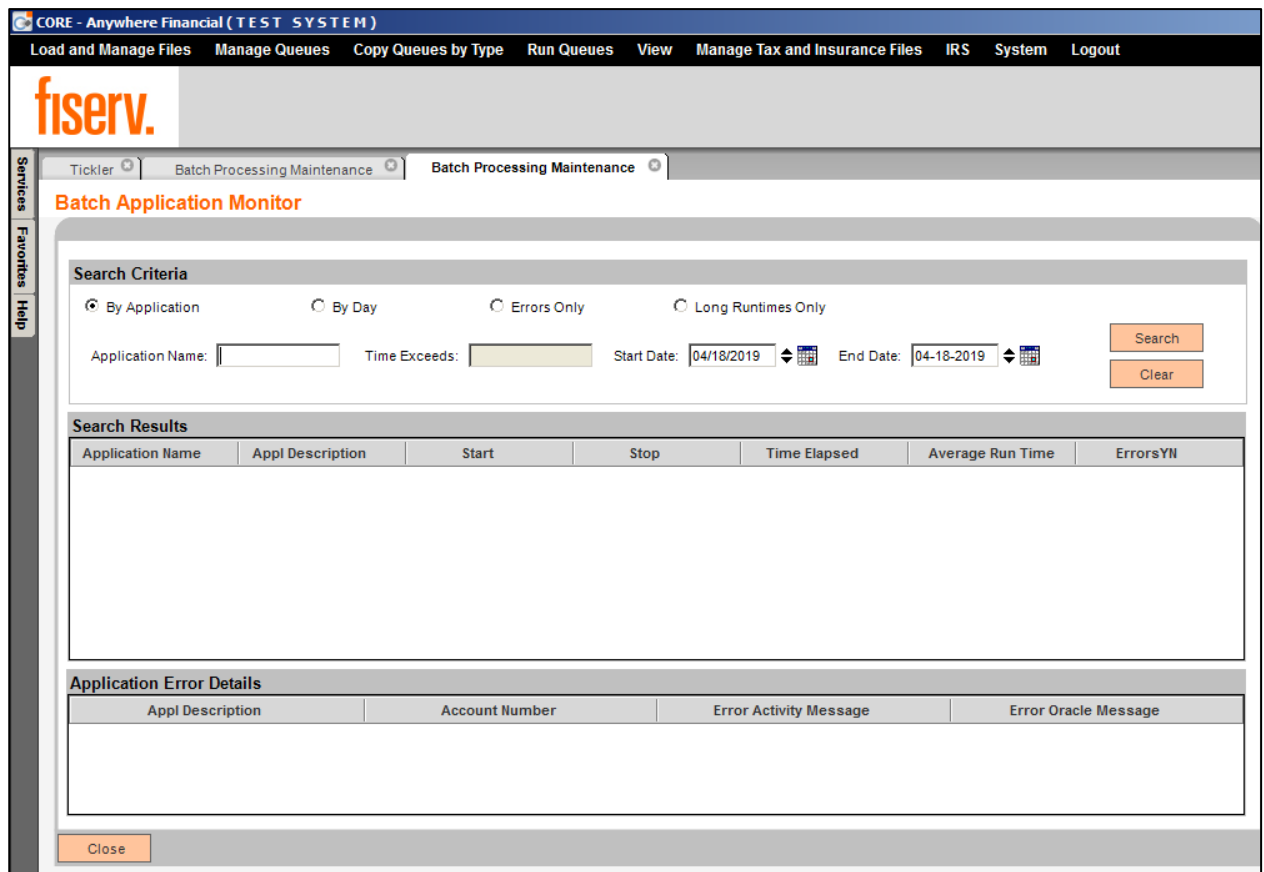 CORE - Anywhere Financial ( T E S T   S Y S T E M )
Load and Manage Files Manage Queues Copy Queues by Type Run Queues View Manage Tax and Insurance Files IRS System Logout
fiserv.
Services
Favorites
Help
Tickler Batch Processing Maintenance Batch Processing Maintenance
Batch Application Monitor
Search Criteria
By Application By Day Errors Only Long Runtimes Only
Application Name: Time Exceeds: Start Date: 04/18/2019 End Date: 04-18-2019
Search
Clear
Search Results
Application Name Appl Description Start Stop Time Elapsed Average Run Time ErrorsYN
Application Error Details
Appl Description Account Number Error Activity Message Error Oracle Message
Close